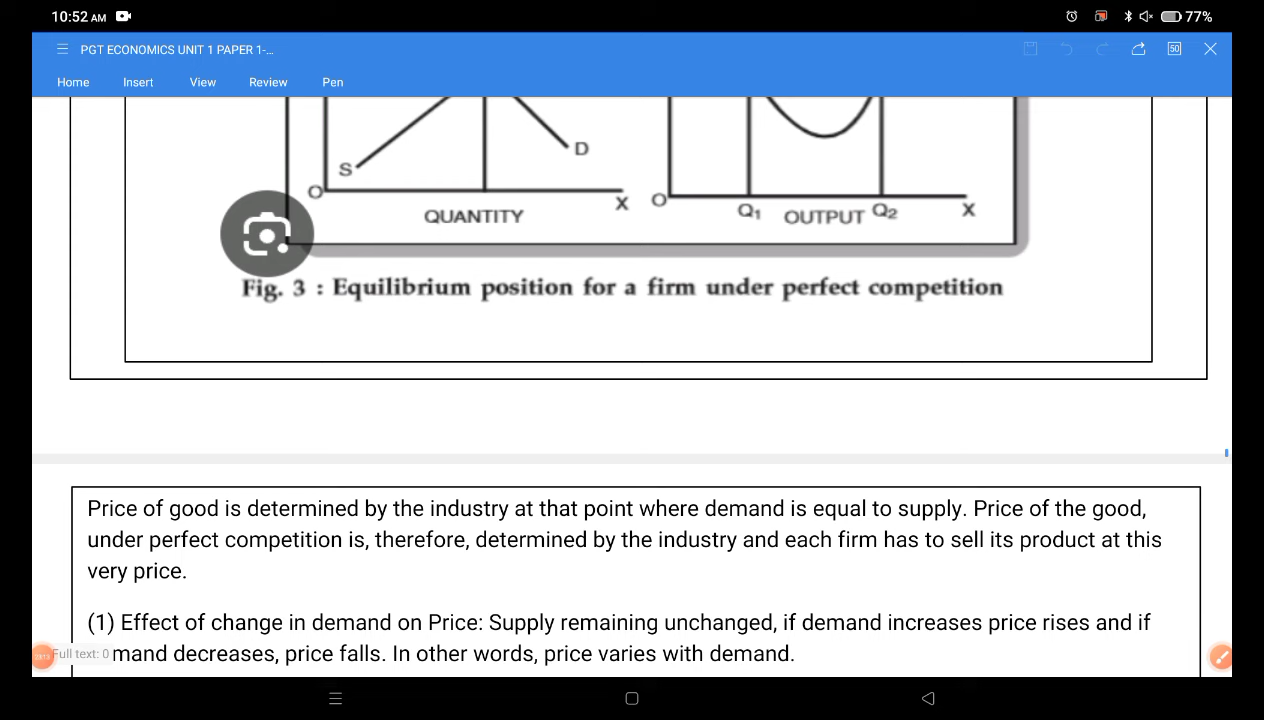 10:52 AM
77%
PGT ECONOMICS UNIT 1 PAPER 1-...
50
Home Insert View Review Pen
S D
O X
QUANTITY
O Q1 OUTPUT Q2 X
Fig. 3 : Equilibrium position for a firm under perfect competition
Price of good is determined by the industry at that point where demand is equal to supply. Price of the good,
under perfect competition is, therefore, determined by the industry and each firm has to sell its product at this
very price.
(1) Effect of change in demand on Price: Supply remaining unchanged, if demand increases price rises and if
Full text: 0
mand decreases, price falls. In other words, price varies with demand.